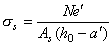 σₛ = Ne' / Aₛ(h₀ − a')